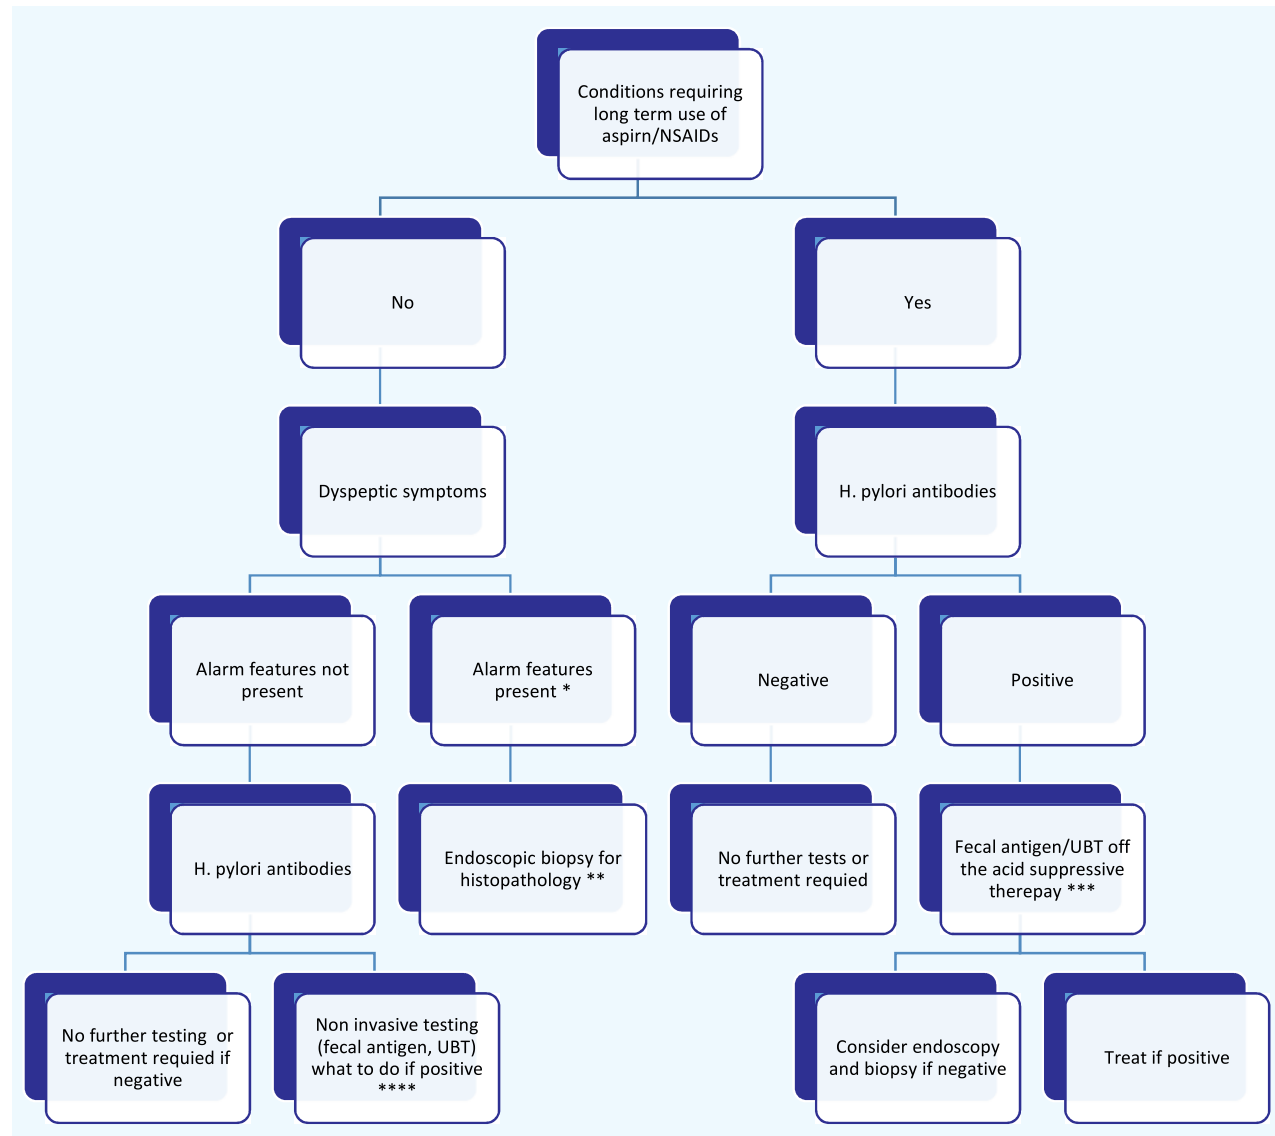 Conditions requiring
long term use of
aspirn/NSAIDs
No
Yes
Dyspeptic symptoms
H. pylori antibodies
Alarm features not
present
Alarm features
present *
Negative
Positive
H. pylori antibodies
Endoscopic biopsy for
histopathology **
No further tests or
treatment requied
Fecal antigen/UBT off
the acid suppressive
therepay ***
No further testing or
treatment requied if
negative
Non invasive testing
(fecal antigen, UBT)
what to do if positive
****
Consider endoscopy
and biopsy if negative
Treat if positive